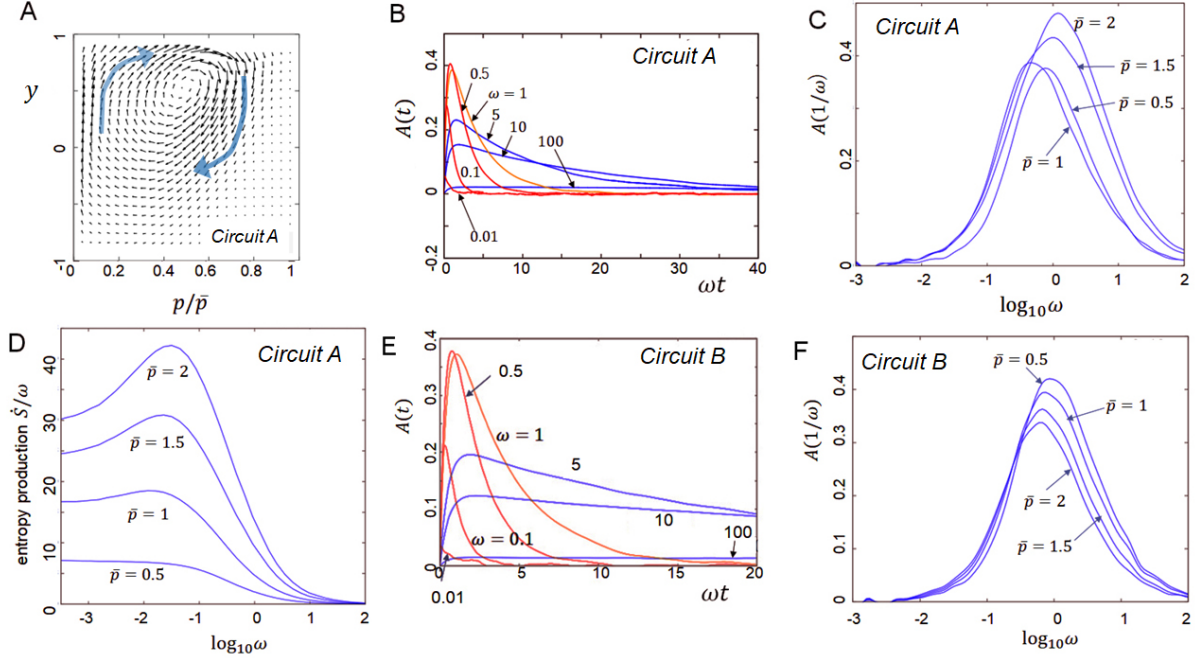 A
y
1
0
1
-0
0.2
0.4
0.6
0.8
1
Circuit A
p/p̄
B
Circuit A
A(t)
0.4
0.2
0
-0.2
0.5
ω = 1
5
10
100
0.1
0.01
0
5
15
25
35
40
ωt
C
Circuit A
A(1/ω)
0.2
0
p̄ = 2
p̄ = 1.5
p̄ = 0.5
p̄ = 1
-3
-2
-1
0
1
2
log₁₀ω
D
Circuit A
entropy production Ṡ/ω
40
30
20
10
0
p̄ = 2
p̄ = 1.5
p̄ = 1
p̄ = 0.5
-3
-2
-1
0
1
2
log₁₀ω
E
Circuit B
A(t)
0.4
0.3
0.2
0.1
0
0.5
ω = 1
5
10
100
ω = 0.1
0.01
0
5
10
15
20
ωt
F
Circuit B
A(1/ω)
0.4
0.3
0.2
0.1
0
p̄ = 0.5
p̄ = 1
p̄ = 2
p̄ = 1.5
-3
-2
-1
0
1
2
log₁₀ω